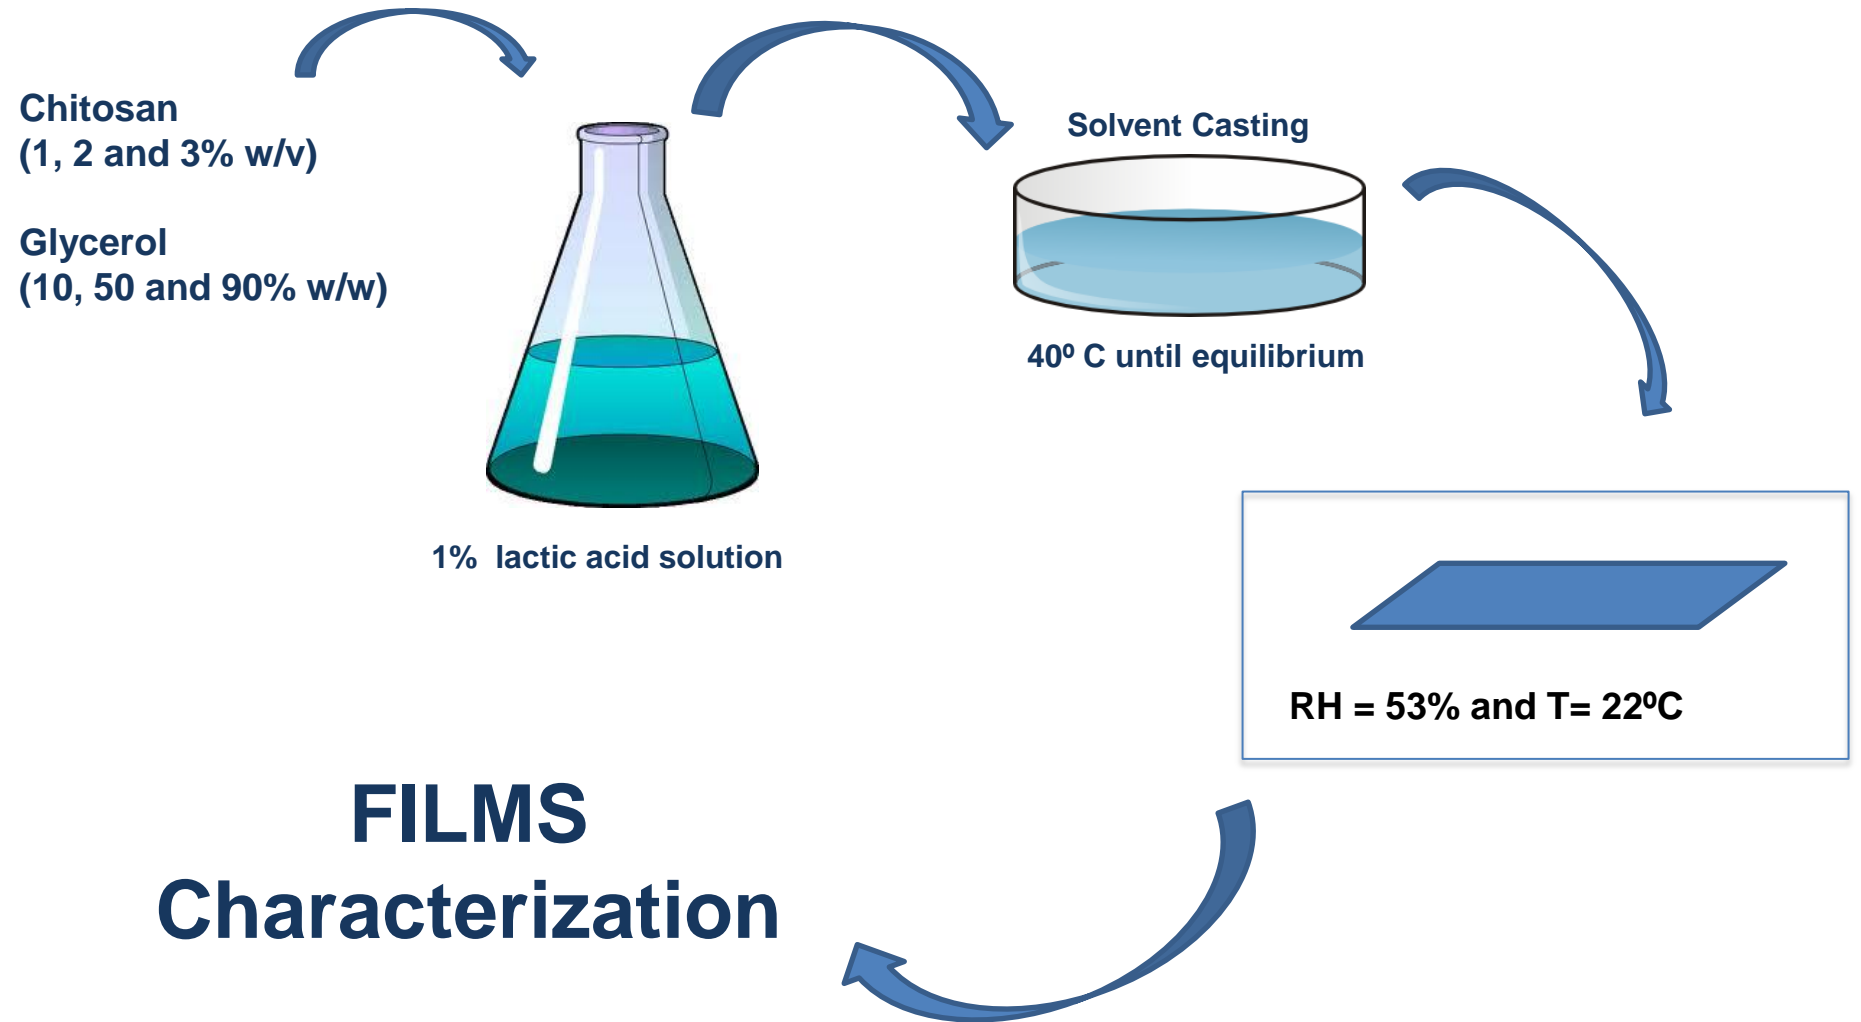 Chitosan
(1, 2 and 3% w/v)
Glycerol
(10, 50 and 90% w/w)
1%  lactic acid solution
Solvent Casting
40º C until equilibrium
RH = 53% and T= 22ºC
FILMS
Characterization